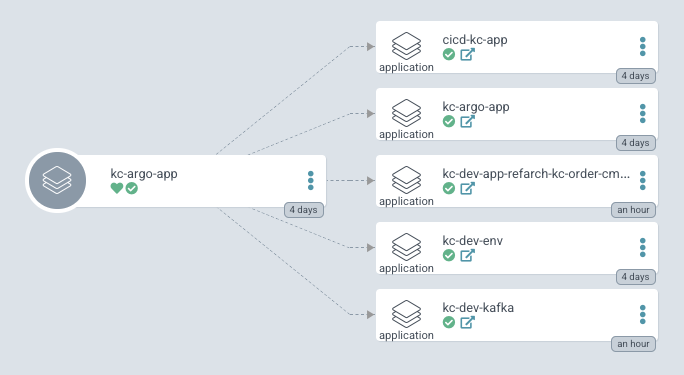 cicd-kc-app
application
4 days
kc-argo-app
application
4 days
kc-argo-app
4 days
kc-dev-app-refarch-kc-order-cm...
application
an hour
kc-dev-env
application
4 days
kc-dev-kafka
application
an hour